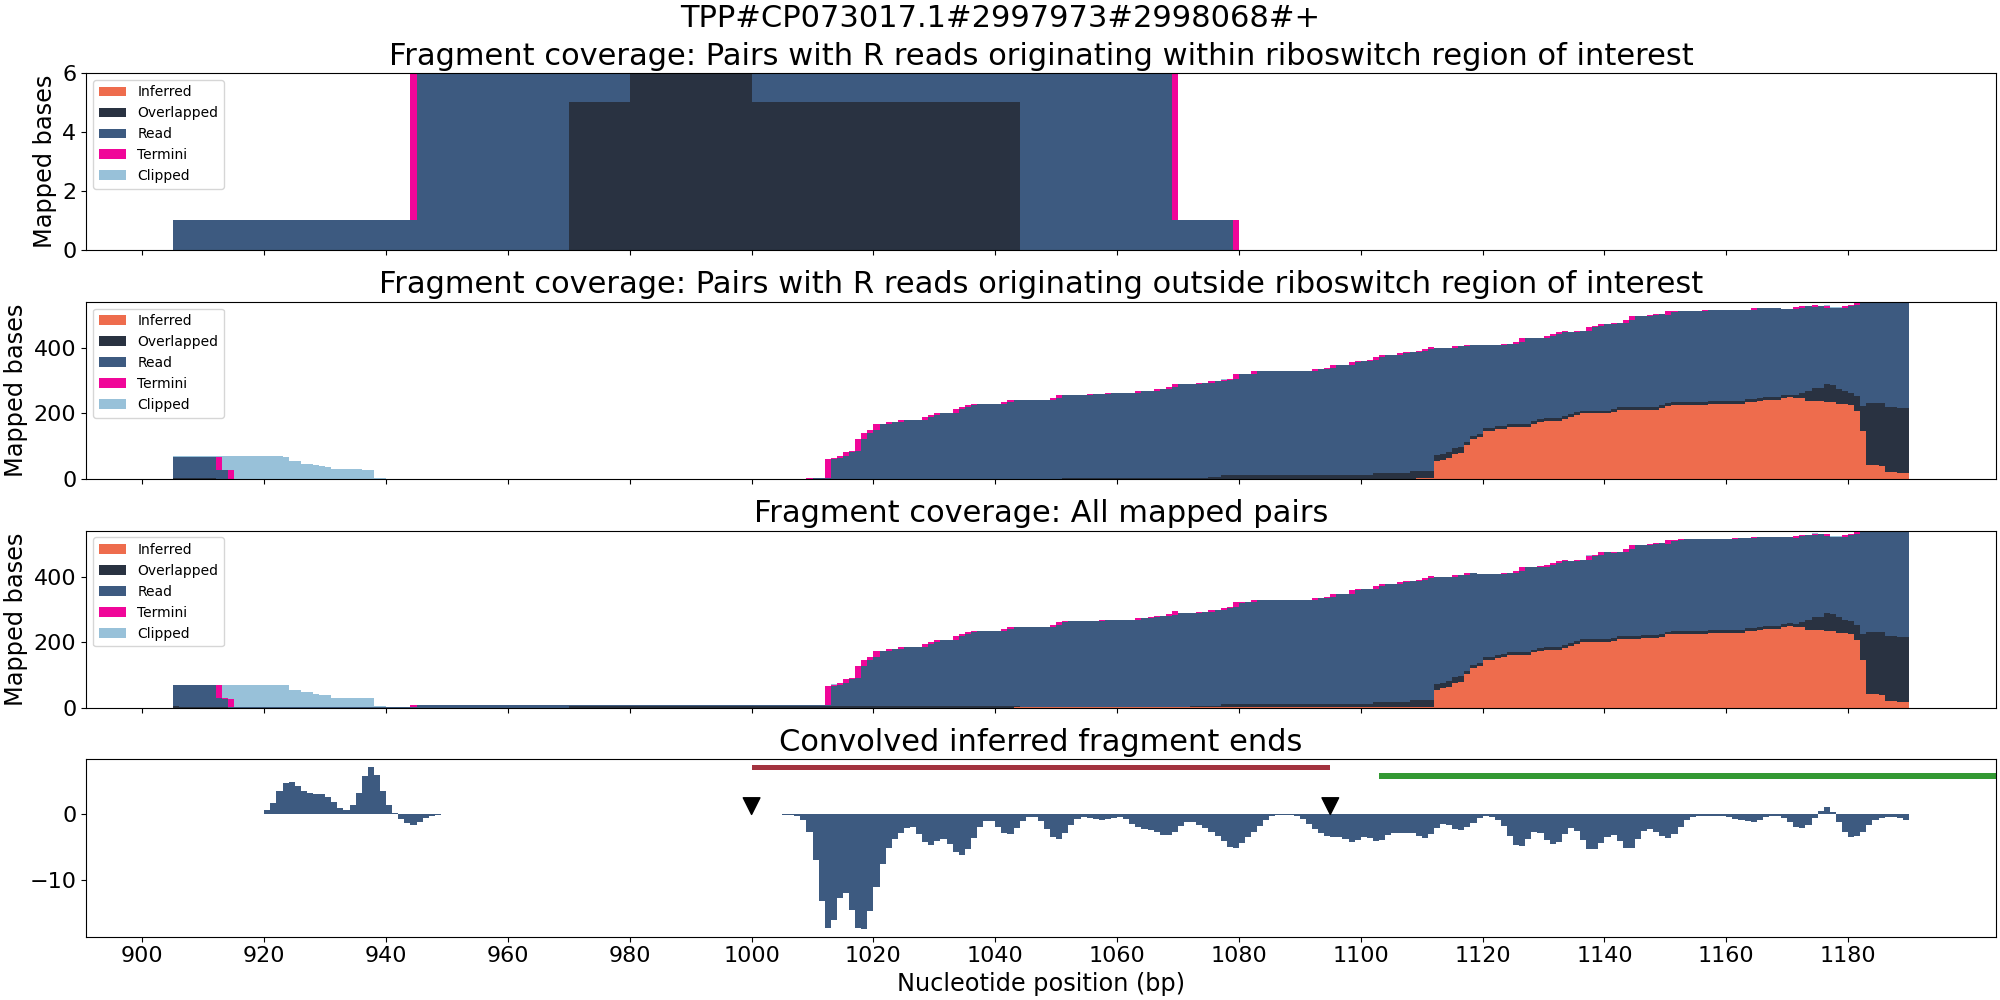 TPP#CP073017.1#2997973#2998068#+
Fragment coverage: Pairs with R reads originating within riboswitch region of interest
Mapped bases
6
4
2
0
Inferred
Overlapped
Read
Termini
Clipped
Fragment coverage: Pairs with R reads originating outside riboswitch region of interest
Mapped bases
400
200
0
Inferred
Overlapped
Read
Termini
Clipped
Fragment coverage: All mapped pairs
Mapped bases
400
200
0
Inferred
Overlapped
Read
Termini
Clipped
Convolved inferred fragment ends
0
−10
900 920 940 960 980 1000 1020 1040 1060 1080 1100 1120 1140 1160 1180
Nucleotide position (bp)